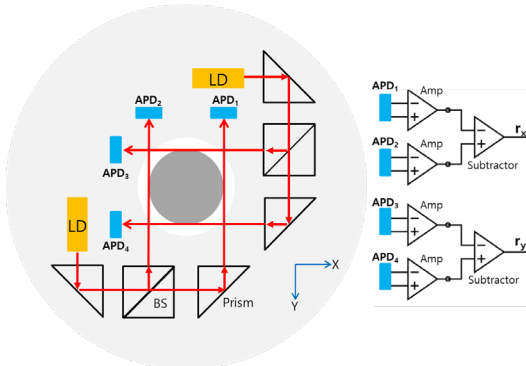 LD
APD₂
APD₁
APD₃
LD
APD₄
BS
Prism
X
Y
APD₁
Amp
−
+
APD₂
Amp
−
+
−
+
rₓ
Subtractor
APD₃
Amp
−
+
APD₄
Amp
−
+
−
+
r_y
Subtractor